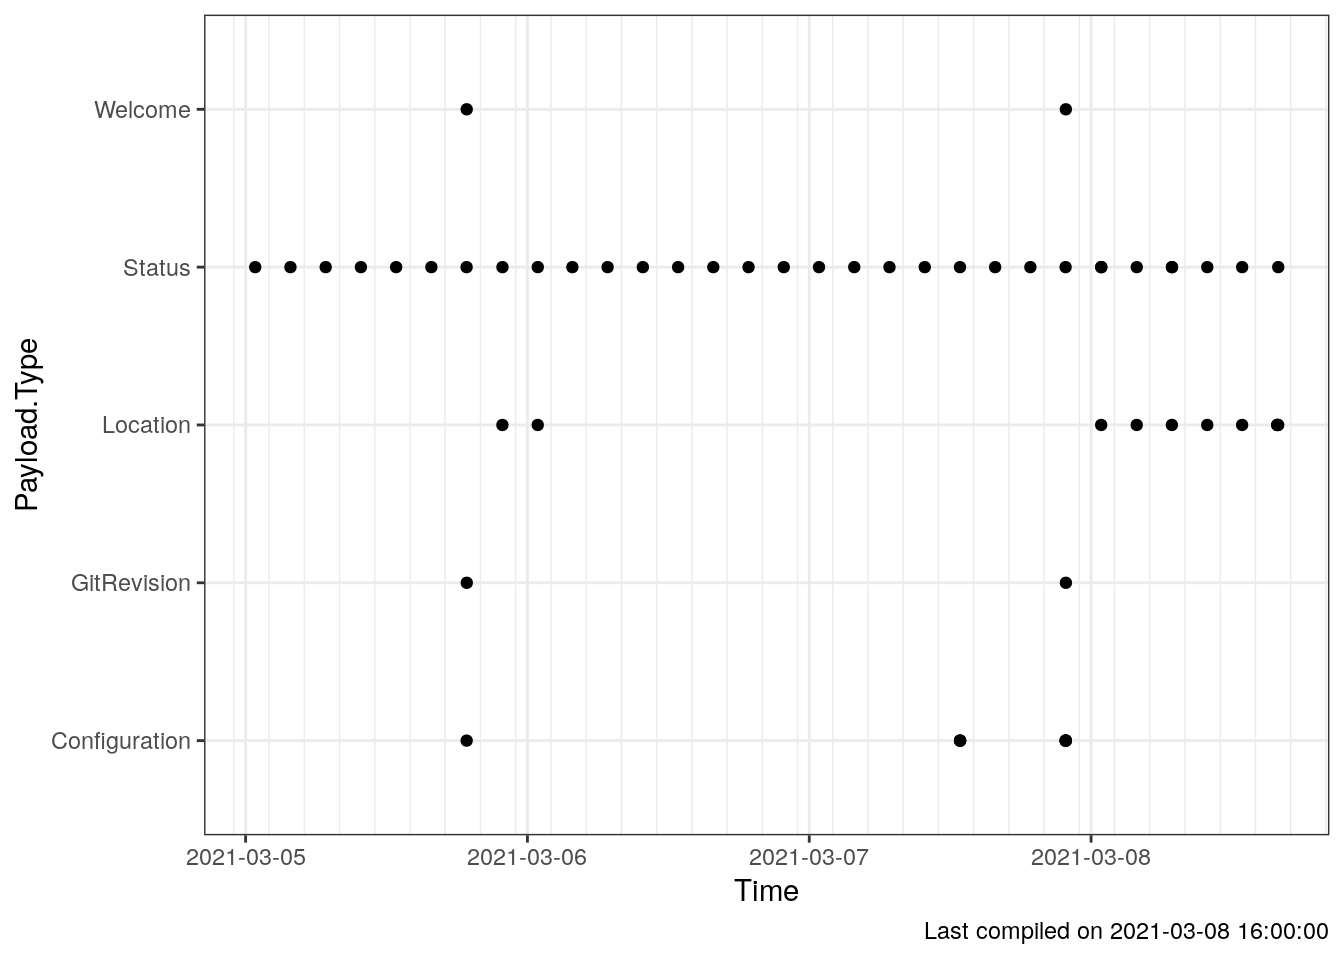 Welcome
Status
Location
GitRevision
Configuration
Payload.Type
2021-03-05 2021-03-06 2021-03-07 2021-03-08
Time
Last compiled on 2021-03-08 16:00:00